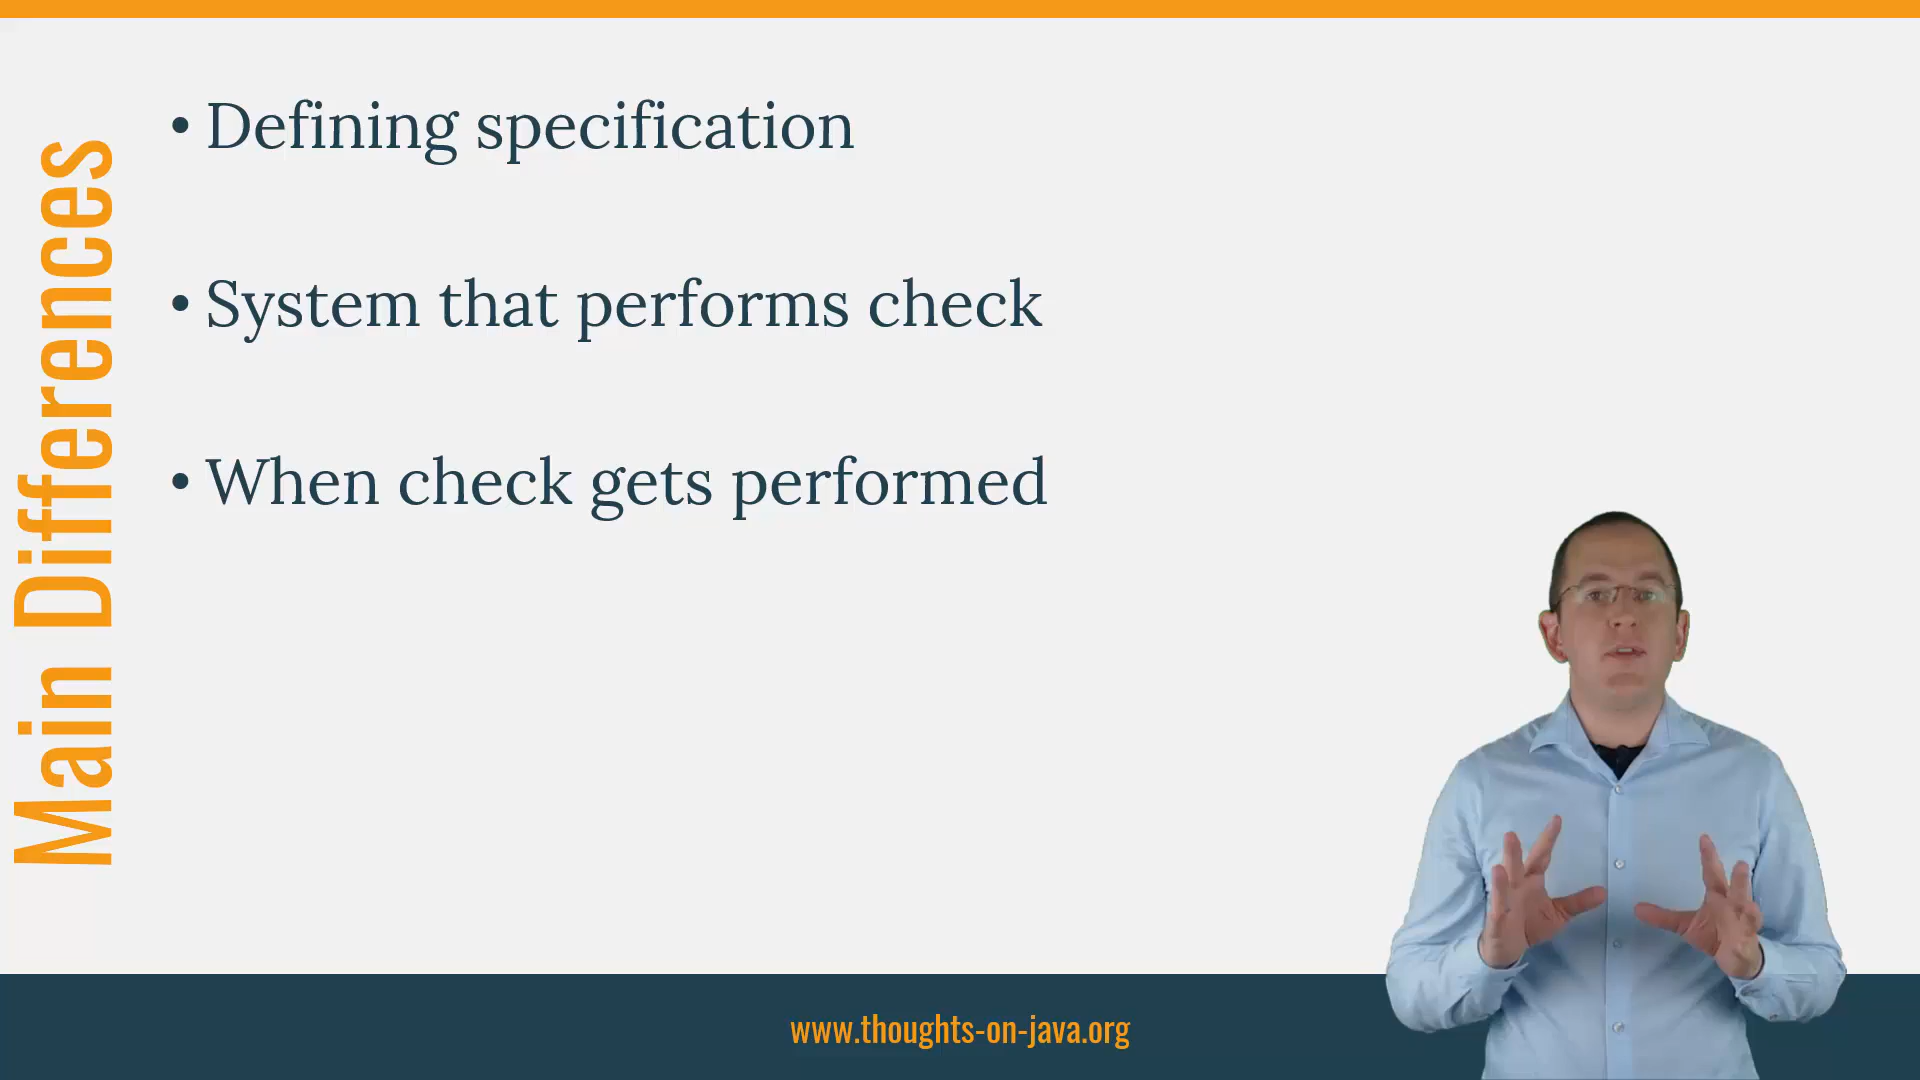 Main Differences
• Defining specification
• System that performs check
• When check gets performed
www.thoughts-on-java.org